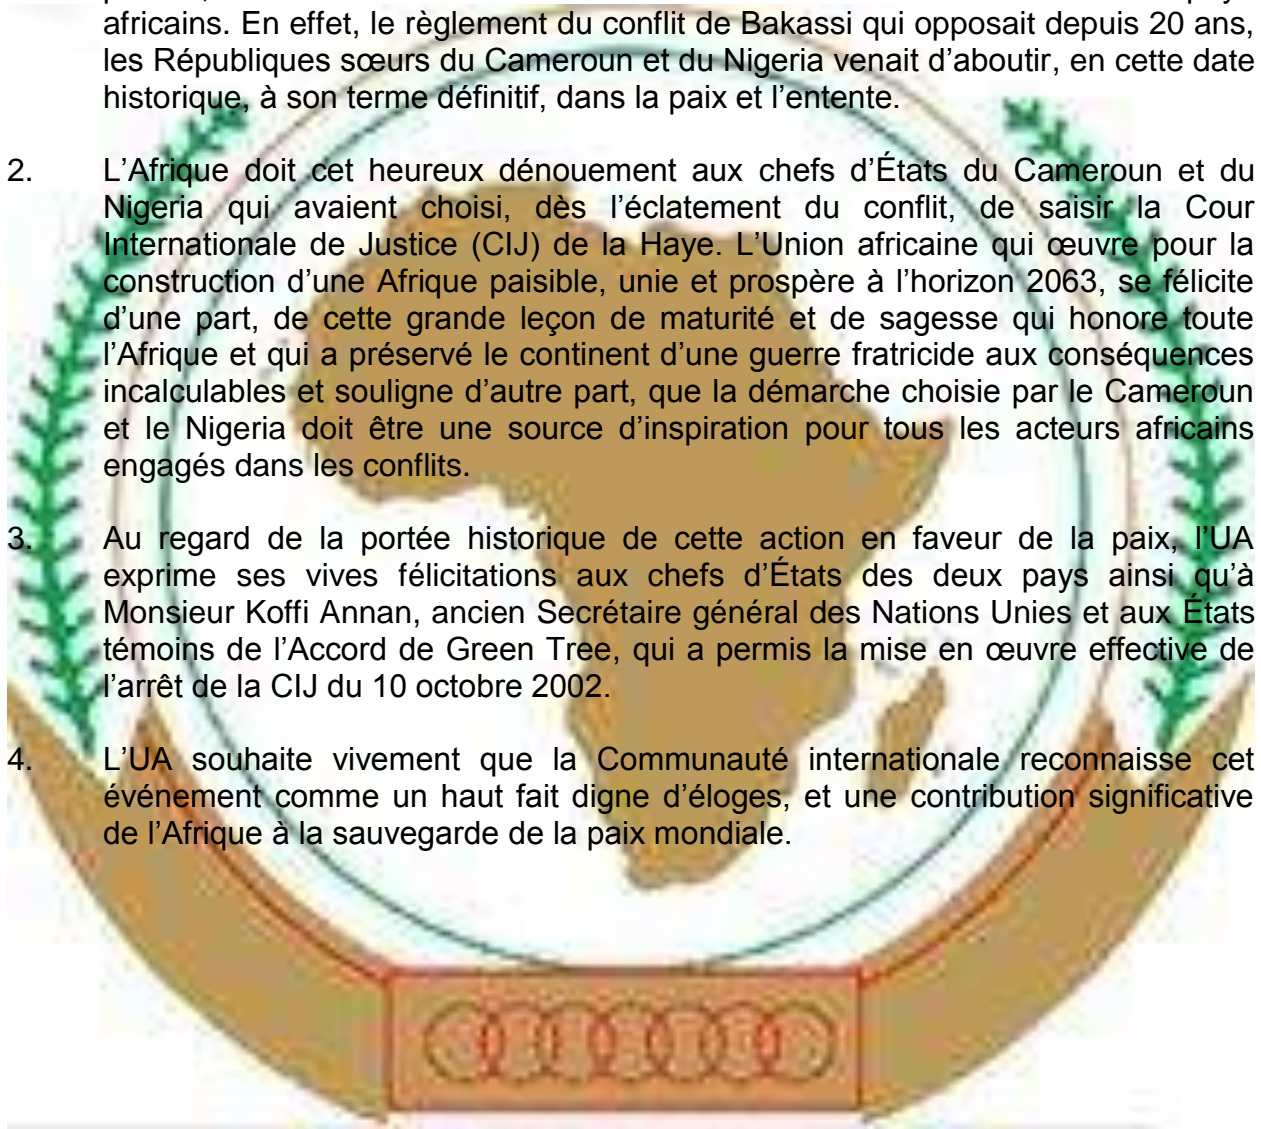 africains. En effet, le règlement du conflit de Bakassi qui opposait depuis 20 ans,
les Républiques sœurs du Cameroun et du Nigeria venait d’aboutir, en cette date
historique, à son terme définitif, dans la paix et l’entente.
2. L’Afrique doit cet heureux dénouement aux chefs d’États du Cameroun et du
Nigeria qui avaient choisi, dès l’éclatement du conflit, de saisir la Cour
Internationale de Justice (CIJ) de la Haye. L’Union africaine qui œuvre pour la
construction d’une Afrique paisible, unie et prospère à l’horizon 2063, se félicite
d’une part, de cette grande leçon de maturité et de sagesse qui honore toute
l’Afrique et qui a préservé le continent d’une guerre fratricide aux conséquences
incalculables et souligne d’autre part, que la démarche choisie par le Cameroun
et le Nigeria doit être une source d’inspiration pour tous les acteurs africains
engagés dans les conflits.
3. Au regard de la portée historique de cette action en faveur de la paix, l’UA
exprime ses vives félicitations aux chefs d’États des deux pays ainsi qu’à
Monsieur Koffi Annan, ancien Secrétaire général des Nations Unies et aux États
témoins de l’Accord de Green Tree, qui a permis la mise en œuvre effective de
l’arrêt de la CIJ du 10 octobre 2002.
4. L’UA souhaite vivement que la Communauté internationale reconnaisse cet
événement comme un haut fait digne d’éloges, et une contribution significative
de l’Afrique à la sauvegarde de la paix mondiale.